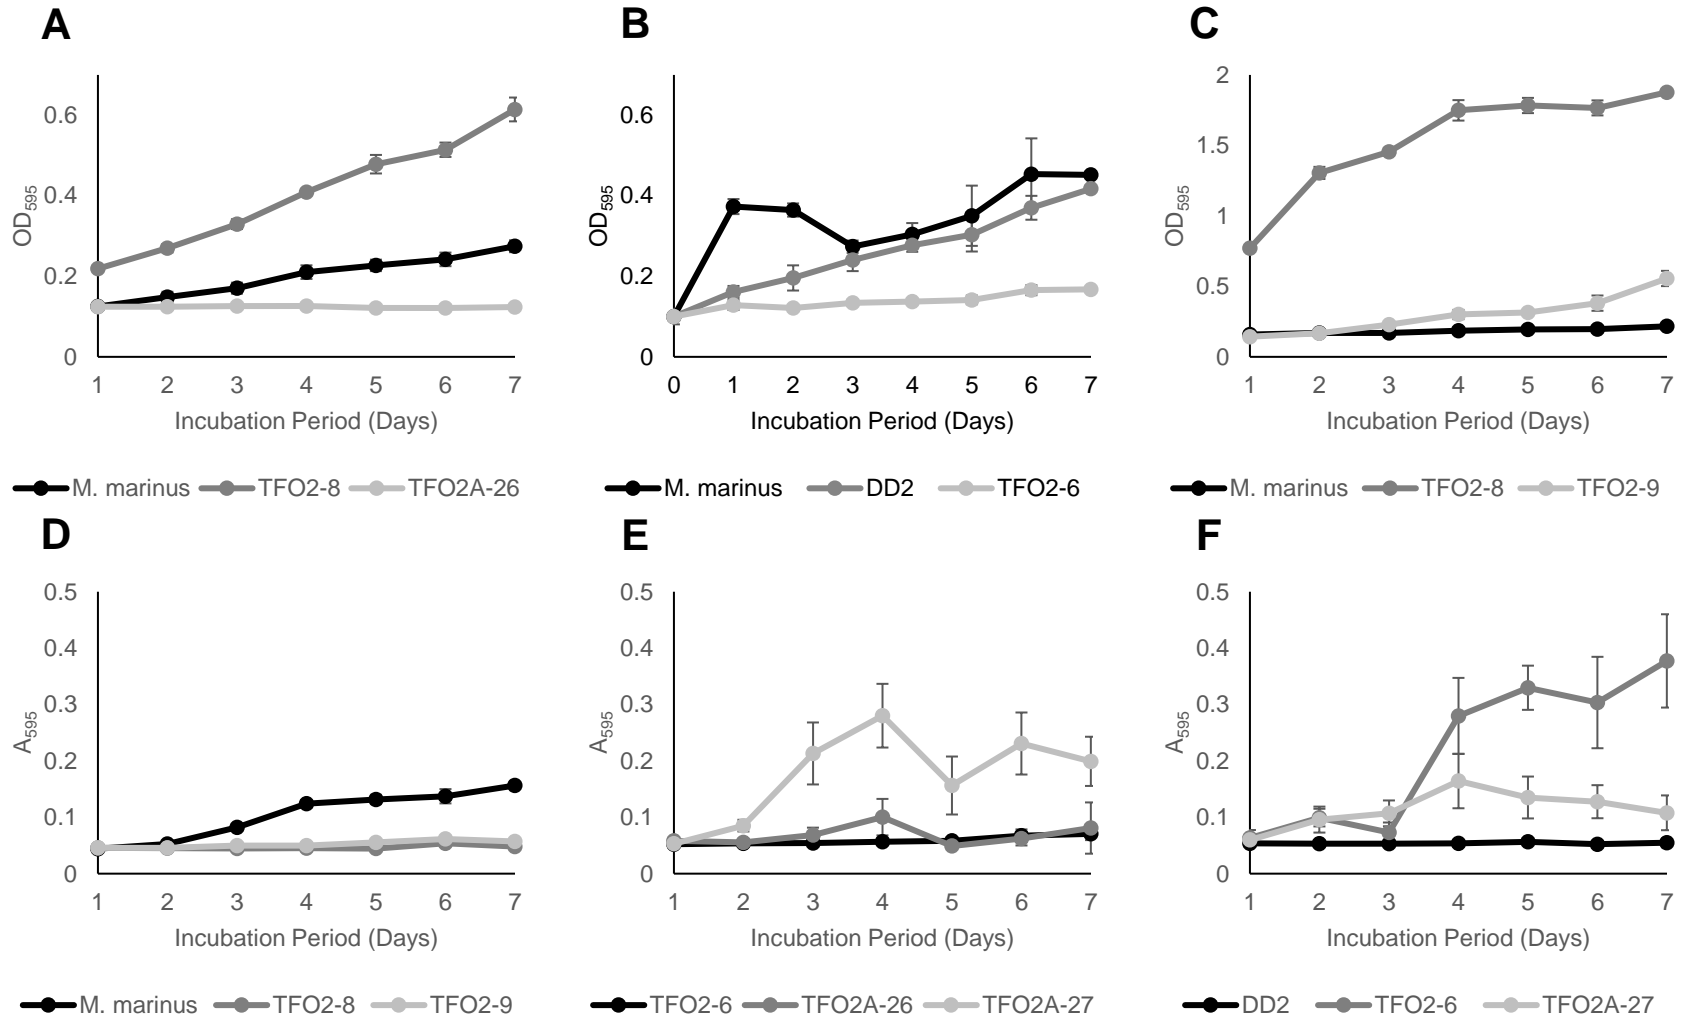 A
0.6
0.4
0.2
0
OD595
1 2 3 4 5 6 7
Incubation Period (Days)
M. marinus TFO2-8 TFO2A-26
B
0.6
0.4
0.2
0
OD595
0 1 2 3 4 5 6 7
Incubation Period (Days)
M. marinus DD2 TFO2-6
C
2
1.5
1
0.5
0
OD595
1 2 3 4 5 6 7
Incubation Period (Days)
M. marinus TFO2-8 TFO2-9
D
0.5
0.4
0.3
0.2
0.1
0
A595
1 2 3 4 5 6 7
Incubation Period (Days)
M. marinus TFO2-8 TFO2-9
E
0.5
0.4
0.3
0.2
0.1
0
A595
1 2 3 4 5 6 7
Incubation Period (Days)
TFO2-6 TFO2A-26 TFO2A-27
F
0.5
0.4
0.3
0.2
0.1
0
A595
1 2 3 4 5 6 7
Incubation Period (Days)
DD2 TFO2-6 TFO2A-27